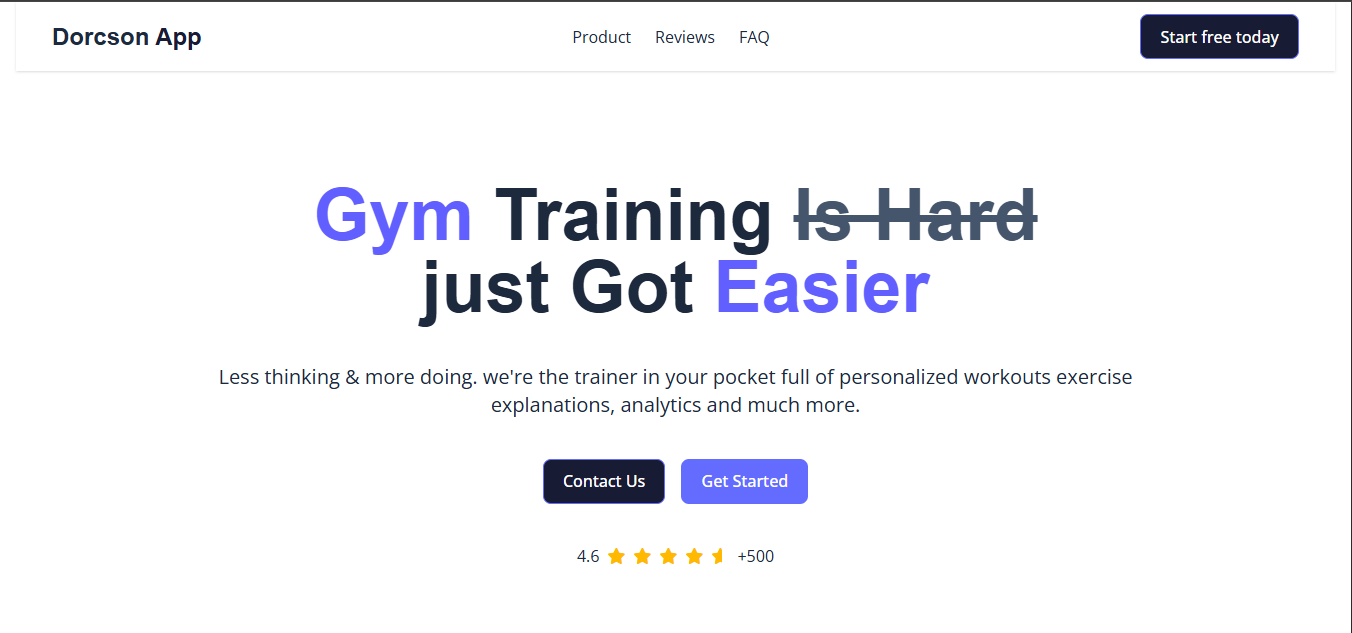 Dorcson App
Product
Reviews
FAQ
Start free today
Gym Training Is Hard
just Got Easier
Less thinking & more doing. we're the trainer in your pocket full of personalized workouts exercise
explanations, analytics and much more.
Contact Us
Get Started
4.6
+500